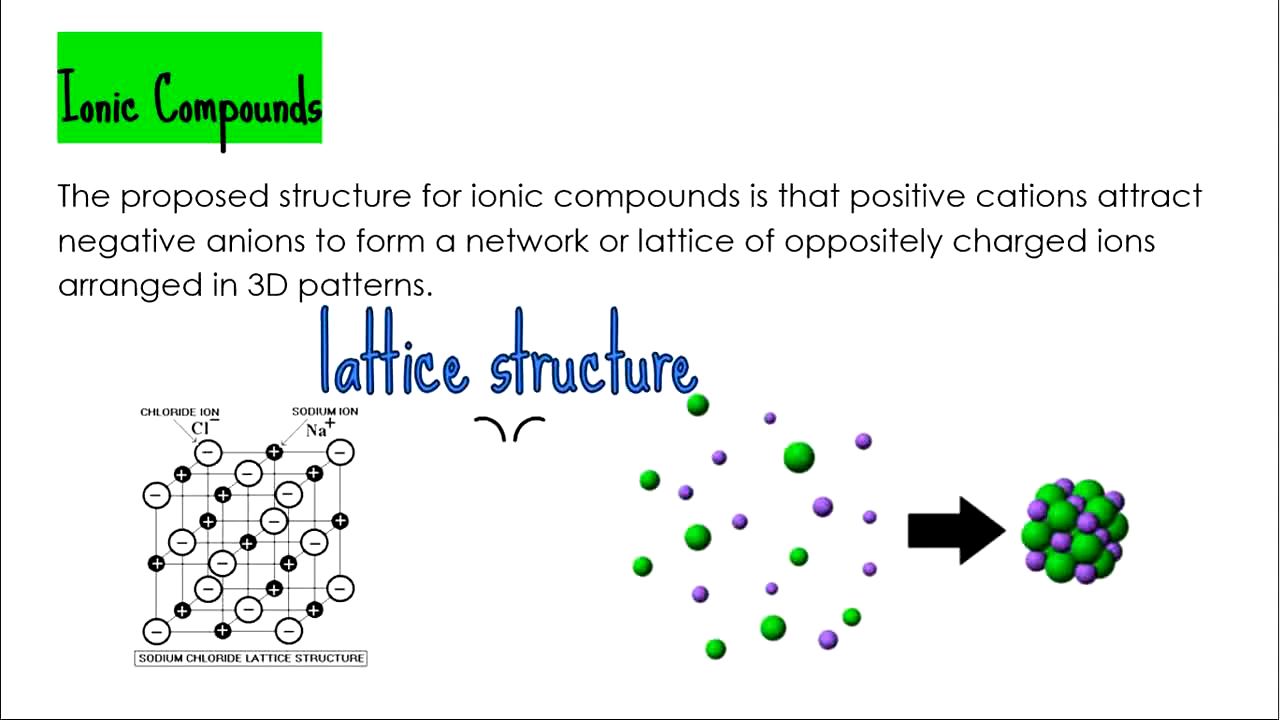 Ionic Compounds
The proposed structure for ionic compounds is that positive cations attract
negative anions to form a network or lattice of oppositely charged ions
arranged in 3D patterns.
lattice structure
CHLORIDE ION
Cl⁻
SODIUM ION
Na⁺
SODIUM CHLORIDE LATTICE STRUCTURE